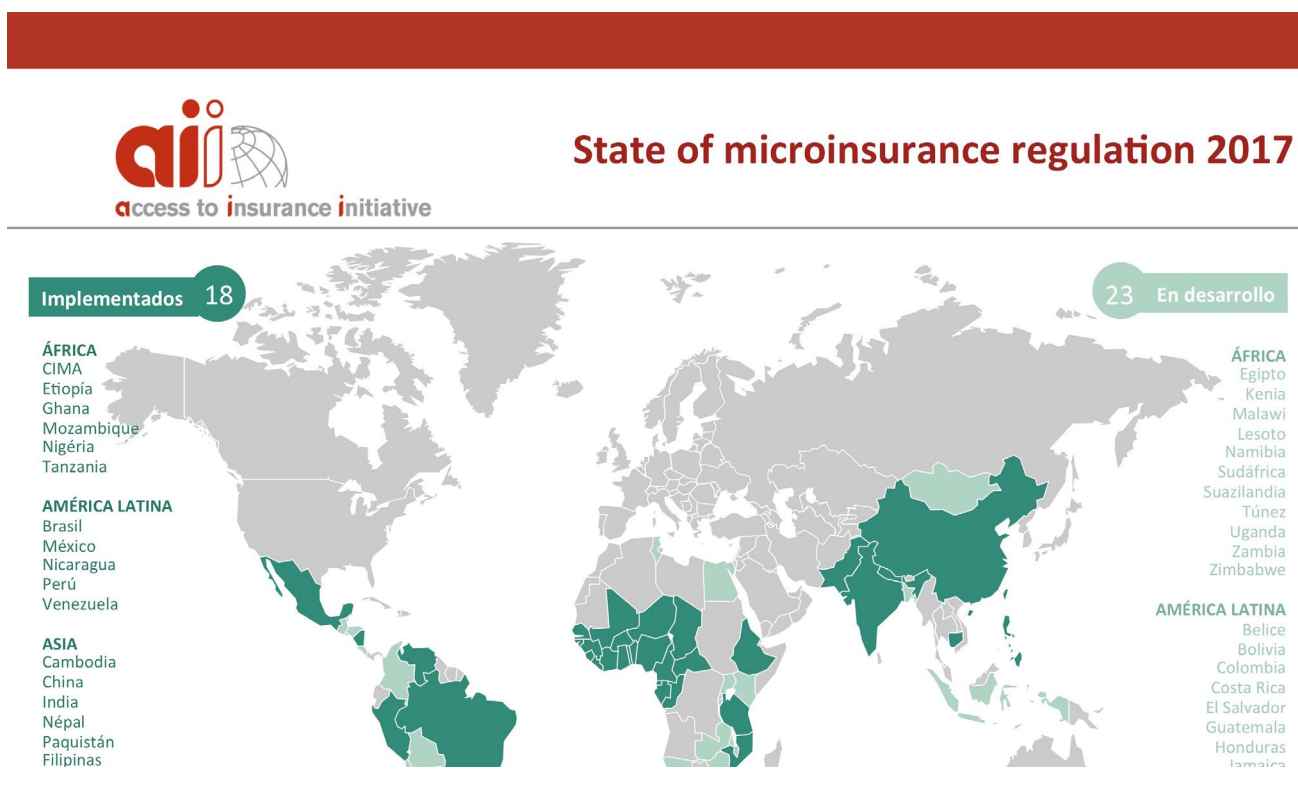 aii
access to insurance initiative
State of microinsurance regulation 2017
Implementados 18
ÁFRICA
CIMA
Etiopía
Ghana
Mozambique
Nigéria
Tanzania
AMÉRICA LATINA
Brasil
México
Nicaragua
Perú
Venezuela
ASIA
Cambodia
China
India
Népal
Paquistán
Filipinas
23 En desarrollo
ÁFRICA
Egipto
Kenia
Malawi
Lesoto
Namibia
Sudáfrica
Suazilandia
Túnez
Uganda
Zambia
Zimbabwe
AMÉRICA LATINA
Belice
Bolivia
Colombia
Costa Rica
El Salvador
Guatemala
Honduras
Jamaica